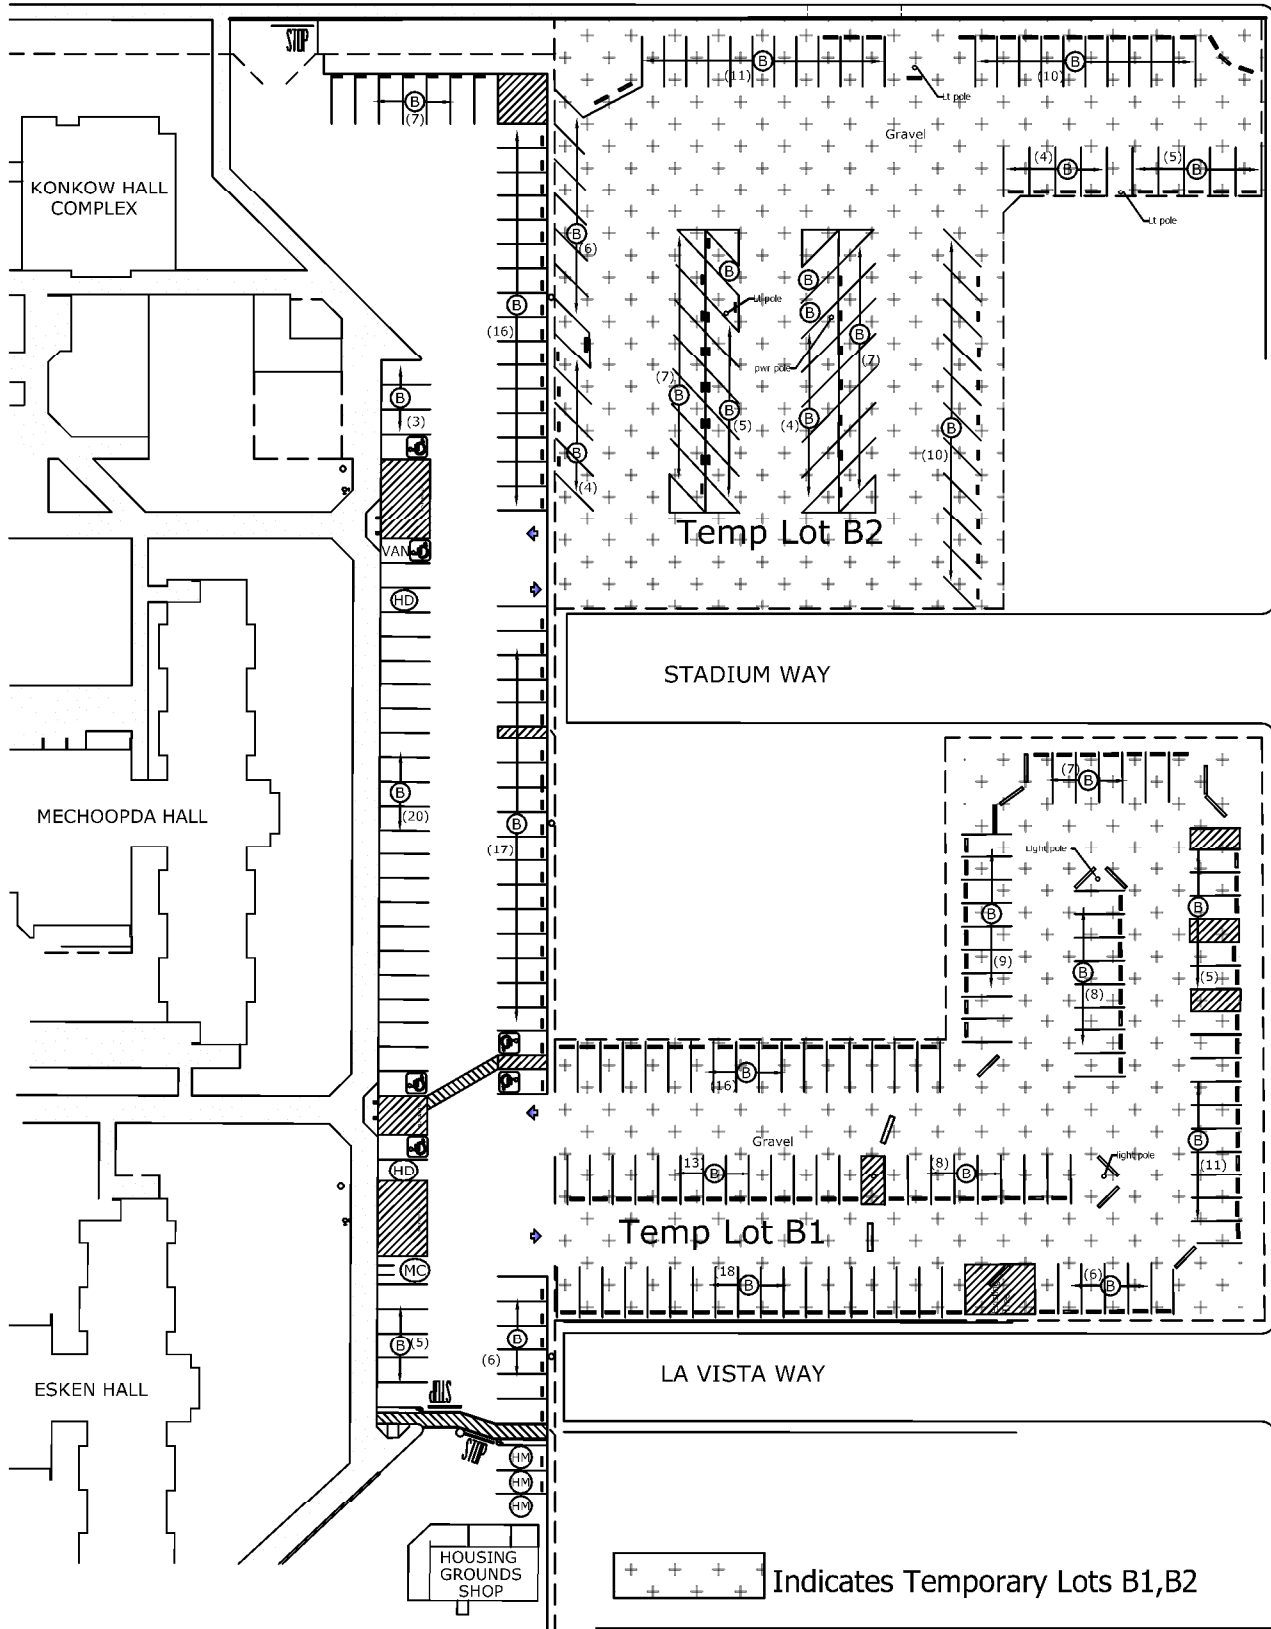 STOP
B
(7)
B
(11)
Lt pole
B
(10)
Gravel
(4)
B
(5)
B
Lt pole
KONKOW HALL
COMPLEX
B
(6)
B
(16)
B
Lt pole
B
B
pwr pole
B
(7)
(7)
B
B
(5)
(4)
B
B
(10)
B
(3)
B
(4)
Temp Lot B2
VAN
HD
STADIUM WAY
B
(20)
MECHOOPDA HALL
B
(17)
(7)
B
Light pole
B
(9)
B
(8)
B
(5)
B
(16)
Gravel
13)
B
(8)
B
light pole
B
(11)
HD
Temp Lot B1
MC
(18
B
(6)
B
B
(5)
B
(6)
LA VISTA WAY
ESKEN HALL
STOP
STOP
HM
HM
HM
HOUSING
GROUNDS
SHOP
Indicates Temporary Lots B1,B2